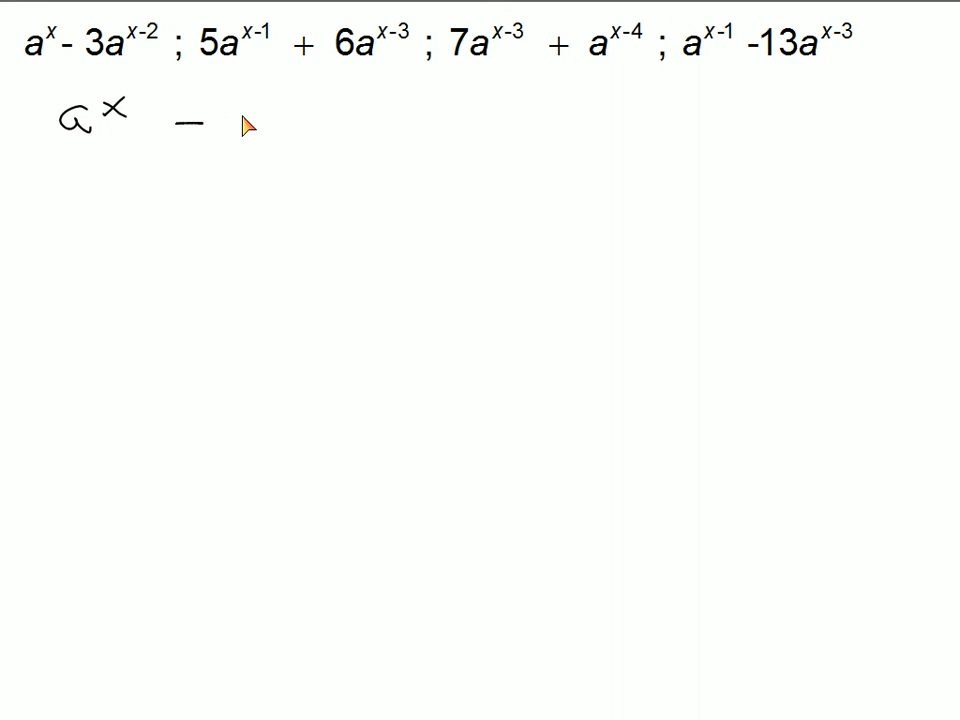 aˣ - 3aˣ⁻² ; 5aˣ⁻¹ + 6aˣ⁻³ ; 7aˣ⁻³ + aˣ⁻⁴ ; aˣ⁻¹ -13aˣ⁻³
aˣ −